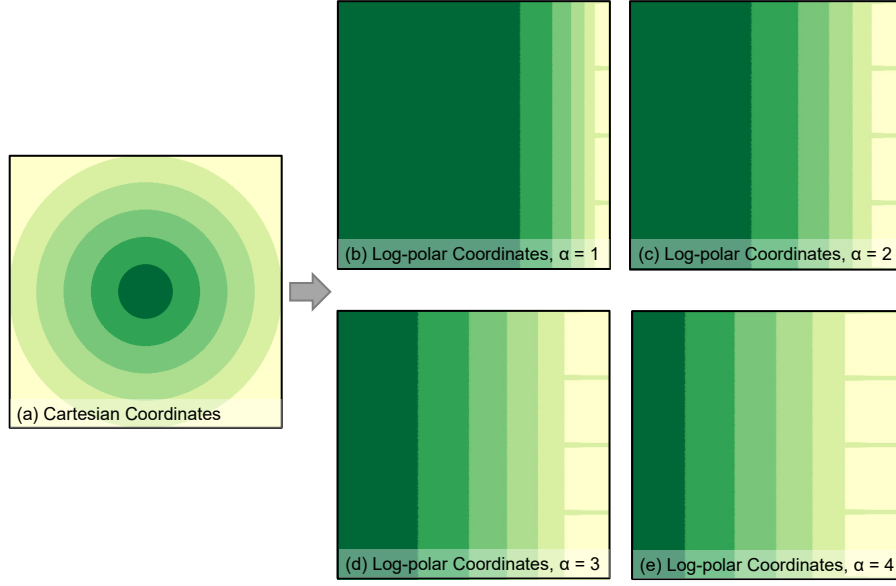 (a) Cartesian Coordinates
(b) Log-polar Coordinates, α = 1
(c) Log-polar Coordinates, α = 2
(d) Log-polar Coordinates, α = 3
(e) Log-polar Coordinates, α = 4